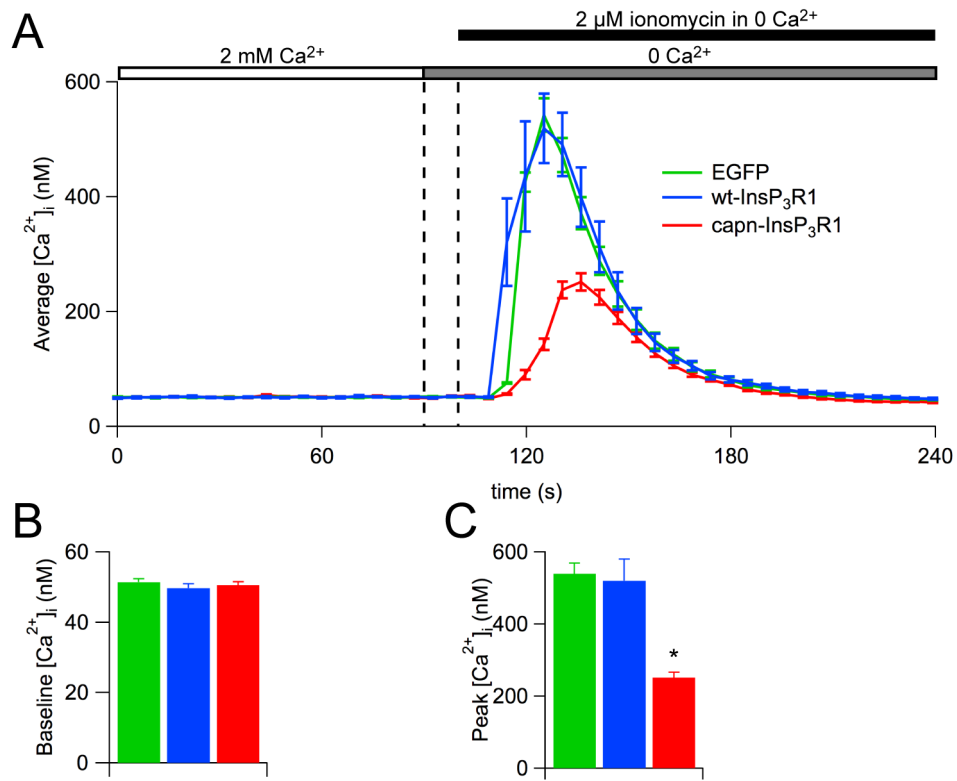 A
2 µM ionomycin in 0 Ca²⁺
2 mM Ca²⁺
0 Ca²⁺
600
400
200
0
Average [Ca²⁺]ᵢ (nM)
EGFP
wt-InsP₃R1
capn-InsP₃R1
0
60
120
180
240
time (s)
B
60
40
20
0
Baseline [Ca²⁺]ᵢ (nM)
C
600
400
200
0
Peak [Ca²⁺]ᵢ (nM)
*